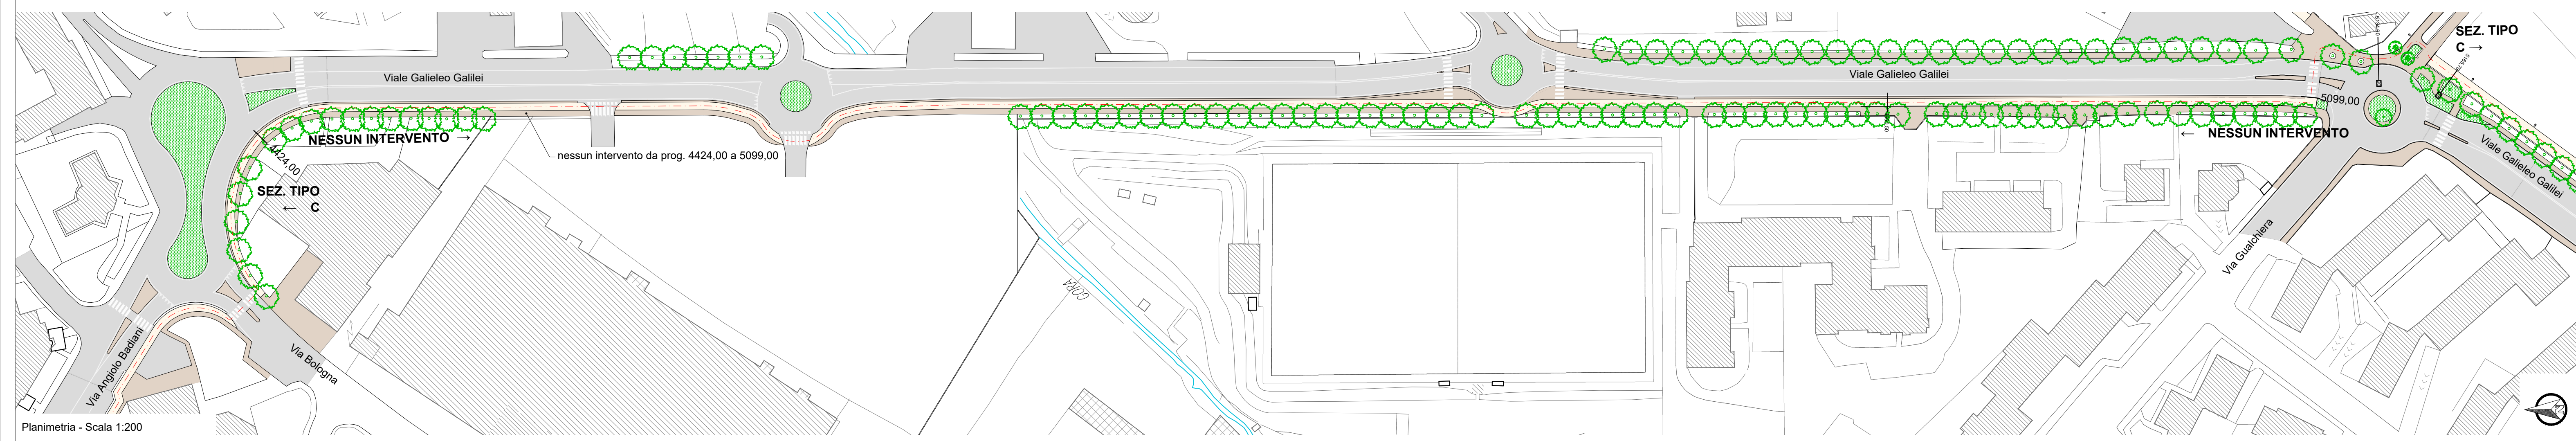 SEZ. TIPO
C →
Viale Galieleo Galilei
Viale Galieleo Galilei
5099,00
NESSUN INTERVENTO →
← NESSUN INTERVENTO
4424,00
nessun intervento da prog. 4424,00 a 5099,00
Viale Galieleo Galilei
SEZ. TIPO
← C
Via Gualchiera
CORA
Via Bologna
Via Angiolo Badiani
Planimetria - Scala 1:200